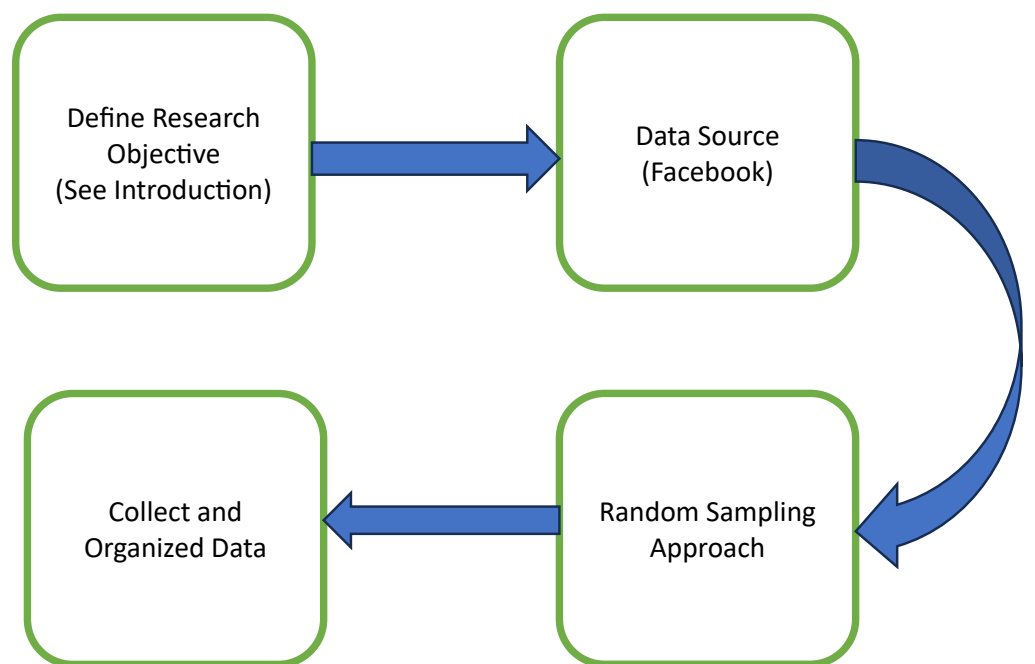 Define Research
Objective
(See Introduction)
Data Source
(Facebook)
Random Sampling
Approach
Collect and
Organized Data